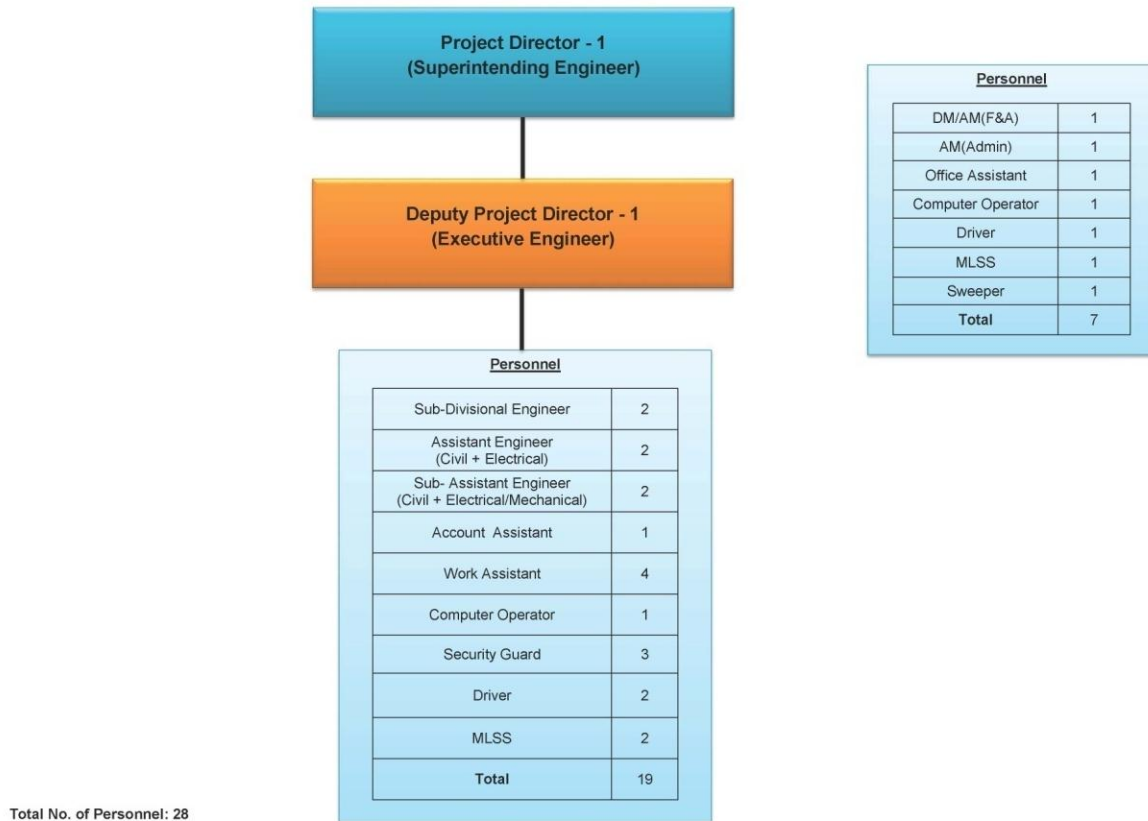 Project Director - 1
(Superintending Engineer)
Deputy Project Director - 1
(Executive Engineer)
Personnel
Sub-Divisional Engineer 2
Assistant Engineer
(Civil + Electrical) 2
Sub- Assistant Engineer
(Civil + Electrical/Mechanical) 2
Account Assistant 1
Work Assistant 4
Computer Operator 1
Security Guard 3
Driver 2
MLSS 2
Total 19
Personnel
DM/AM(F&A) 1
AM(Admin) 1
Office Assistant 1
Computer Operator 1
Driver 1
MLSS 1
Sweeper 1
Total 7
Total No. of Personnel: 28